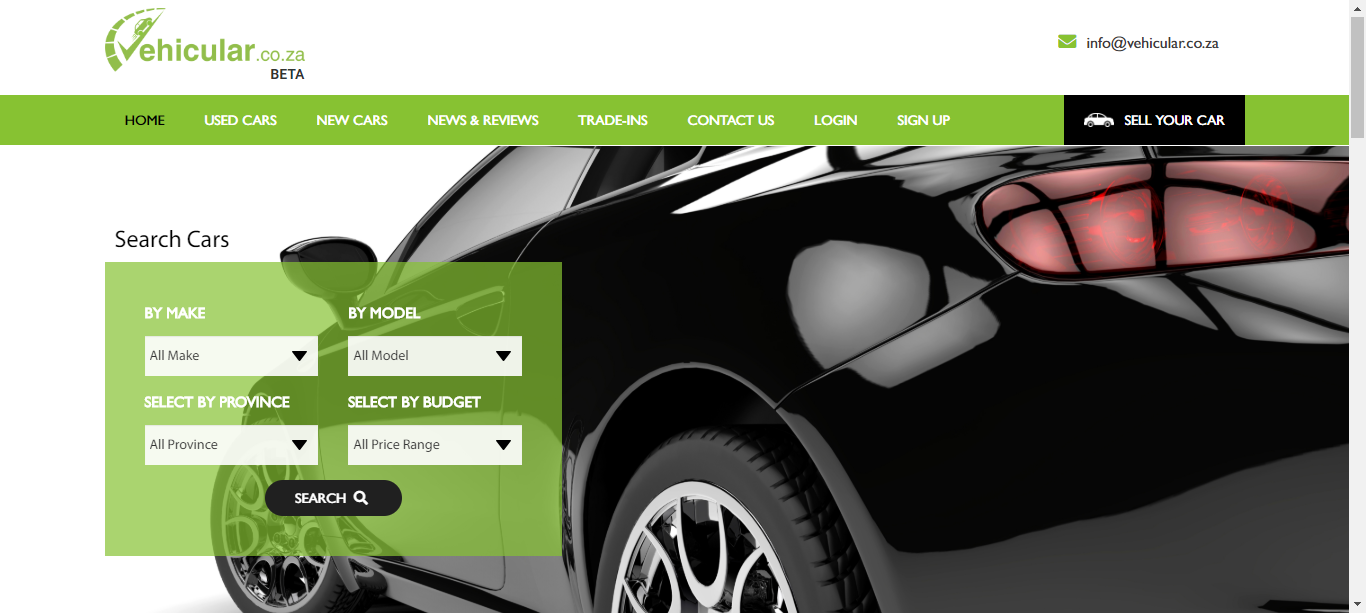 Vehicular.co.za
BETA
info@vehicular.co.za
HOME USED CARS NEW CARS NEWS & REVIEWS TRADE-INS CONTACT US LOGIN SIGN UP SELL YOUR CAR
Search Cars
BY MAKE BY MODEL
All Make All Model
SELECT BY PROVINCE SELECT BY BUDGET
All Province All Price Range
SEARCH